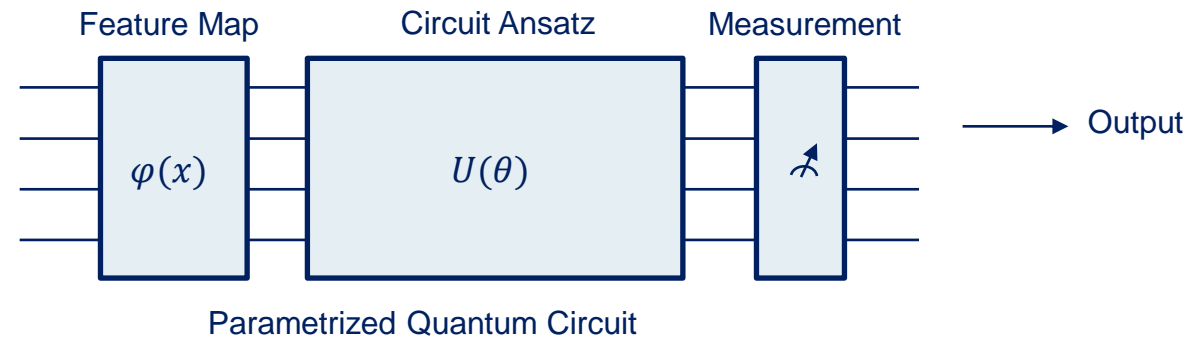 Feature Map Circuit Ansatz Measurement
φ(x) U(θ) Output
Parametrized Quantum Circuit